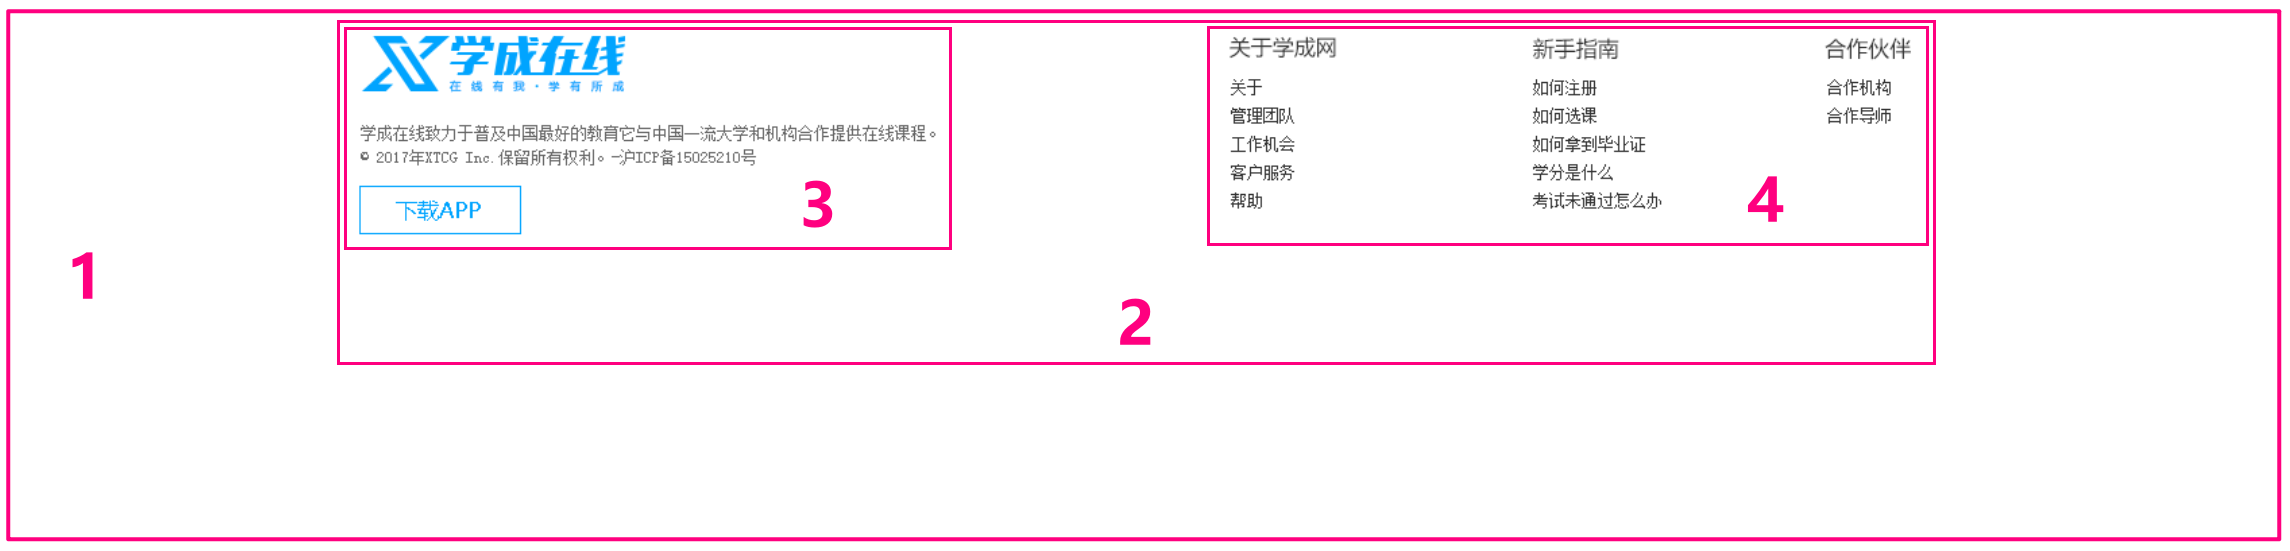 学成在线
在线有我·学有所成
学成在线致力于普及中国最好的教育它与中国一流大学和机构合作提供在线课程。
© 2017年XTCG Inc.保留所有权利。-沪ICP备15025210号
下载APP
3
关于学成网
关于
管理团队
工作机会
客户服务
帮助
新手指南
如何注册
如何选课
如何拿到毕业证
学分是什么
考试未通过怎么办
合作伙伴
合作机构
合作导师
4
1
2